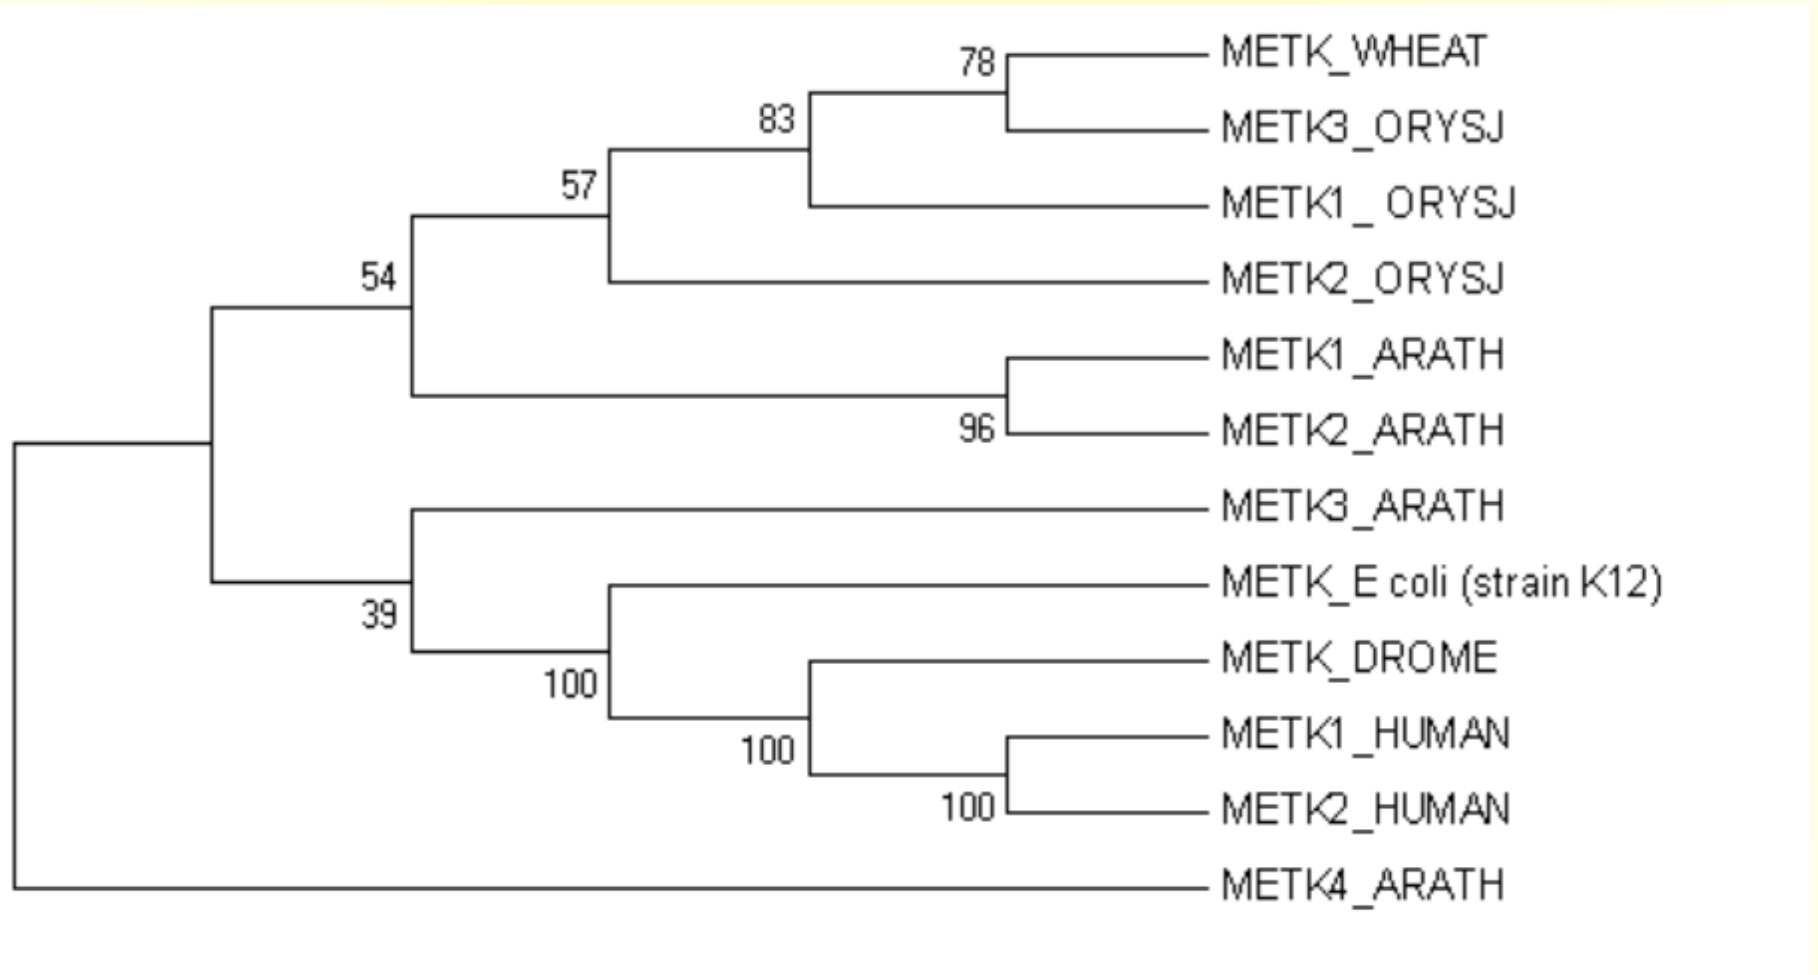 METK_WHEAT
78
83
METK3_ORYSJ
57
METK1_ ORYSJ
54
METK2_ORYSJ
METK1_ARATH
96
METK2_ARATH
METK3_ARATH
39
METK_E coli (strain K12)
100
METK_DROME
100
METK1_HUMAN
100
METK2_HUMAN
METK4_ARATH